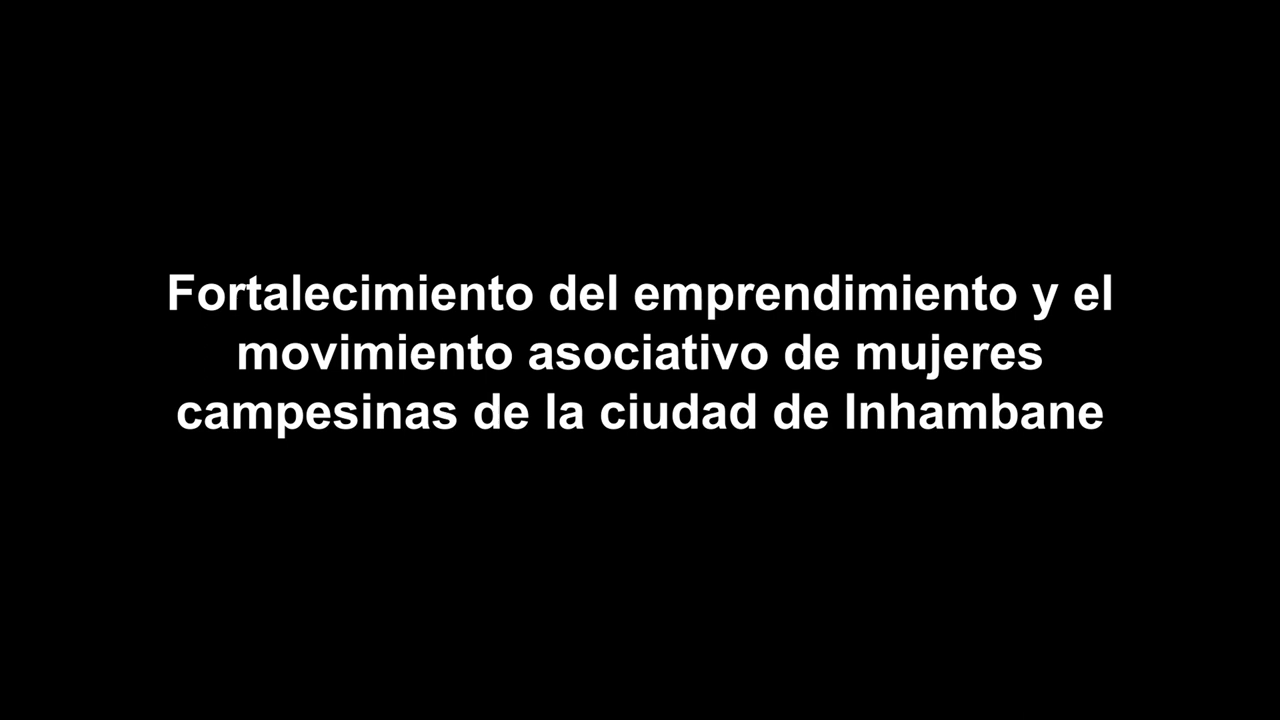 Fortalecimiento del emprendimiento y el
movimiento asociativo de mujeres
campesinas de la ciudad de Inhambane